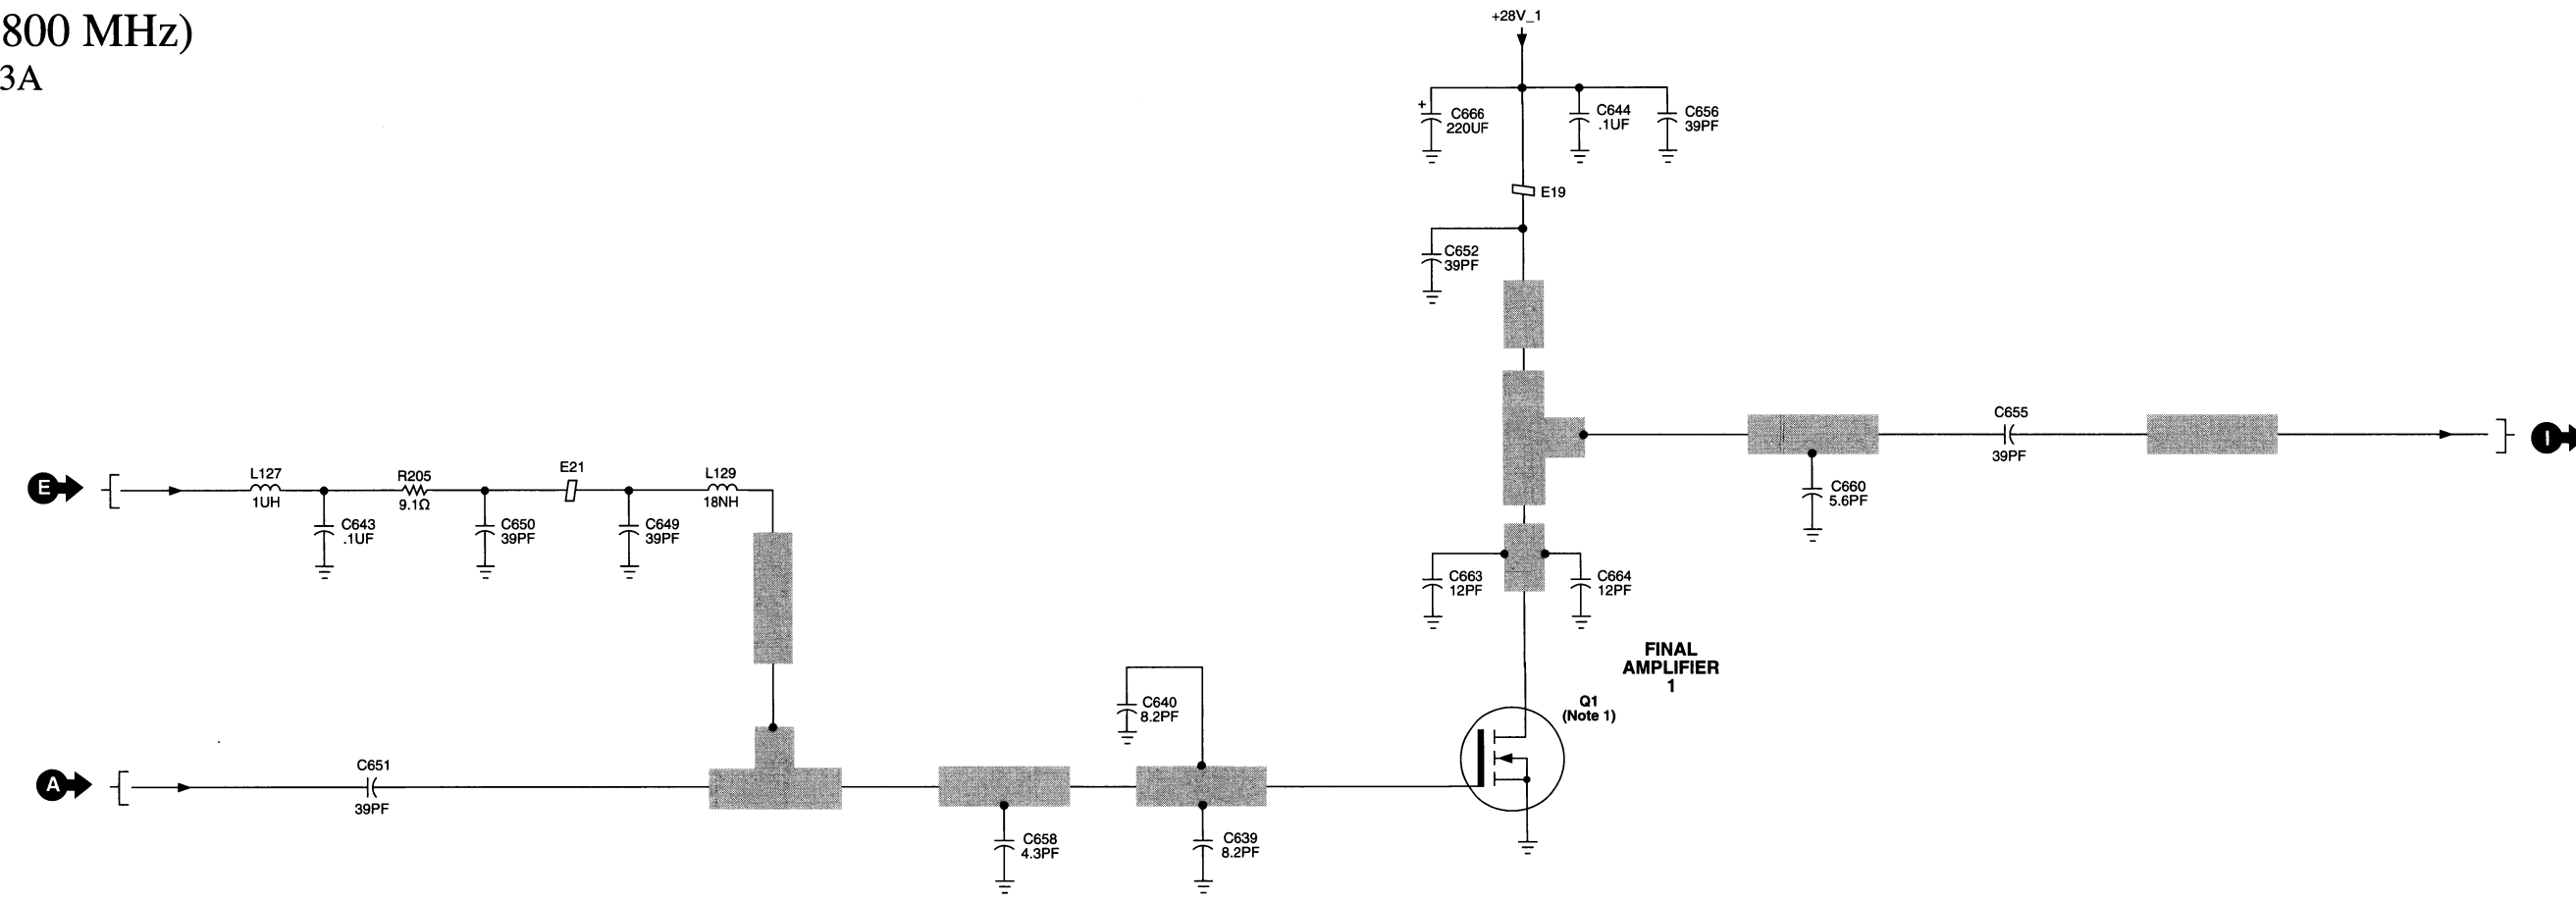 800 MHz)
3A
+28V_1
+
C666
220UF
C644
.1UF
C656
39PF
E19
C652
39PF
C655
39PF
I
C660
5.6PF
E
L127
1UH
R205
9.1Ω
E21
L129
18NH
C643
.1UF
C650
39PF
C649
39PF
C663
12PF
C664
12PF
FINAL
AMPLIFIER
1
Q1
(Note 1)
C640
8.2PF
A
C651
39PF
C658
4.3PF
C639
8.2PF